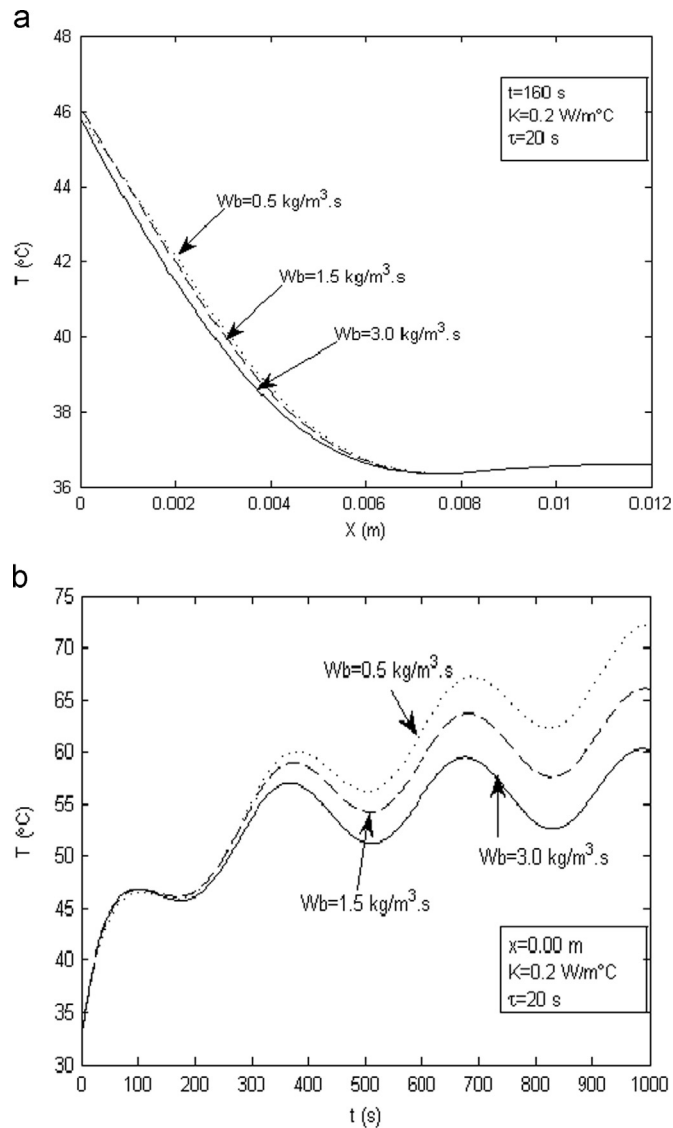 a
48
46
44
42
40
38
36
T (°C)
t=160 s
K=0.2 W/m°C
τ=20 s
Wb=0.5 kg/m³.s
Wb=1.5 kg/m³.s
Wb=3.0 kg/m³.s
0 0.002 0.004 0.006 0.008 0.01 0.012
X (m)
b
75
70
65
60
55
50
45
40
35
30
T (°C)
Wb=0.5 kg/m³.s
Wb=3.0 kg/m³.s
Wb=1.5 kg/m³.s
x=0.00 m
K=0.2 W/m°C
τ=20 s
0 100 200 300 400 500 600 700 800 900 1000
t (s)